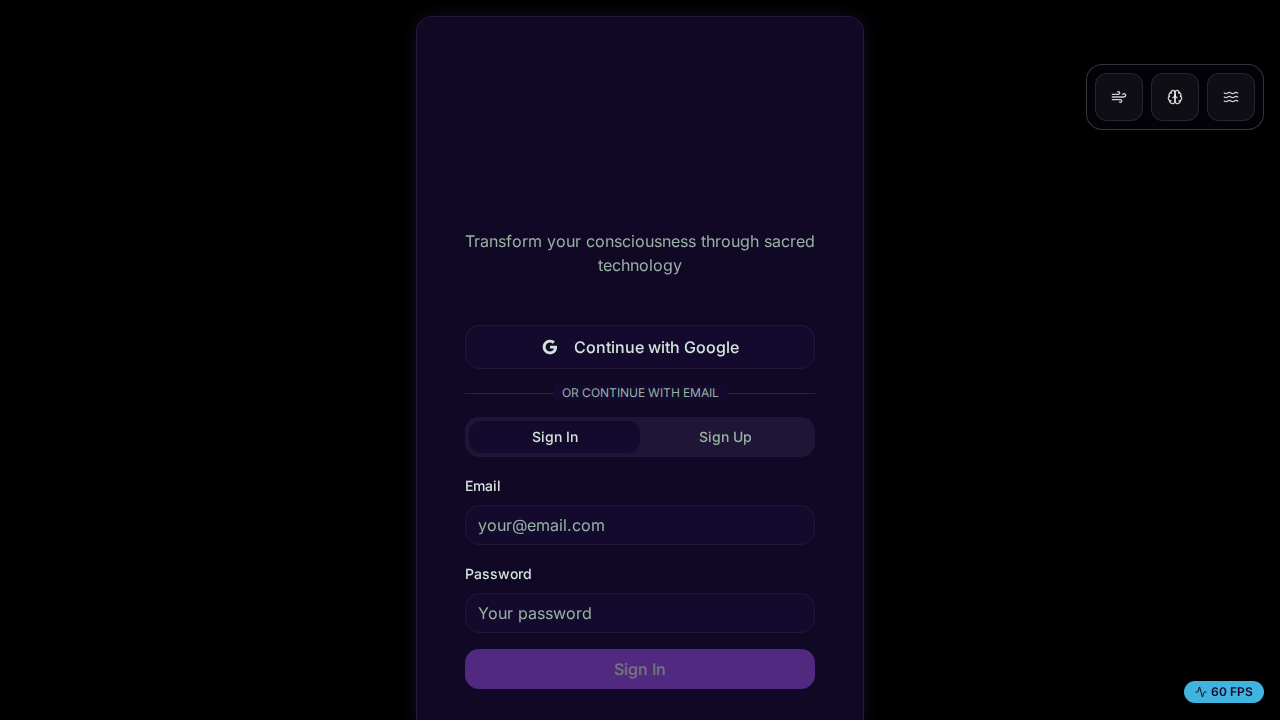 Transform your consciousness through sacred
technology
Continue with Google
OR CONTINUE WITH EMAIL
Sign In
Sign Up
Email
your@email.com
Password
Your password
Sign In
60 FPS